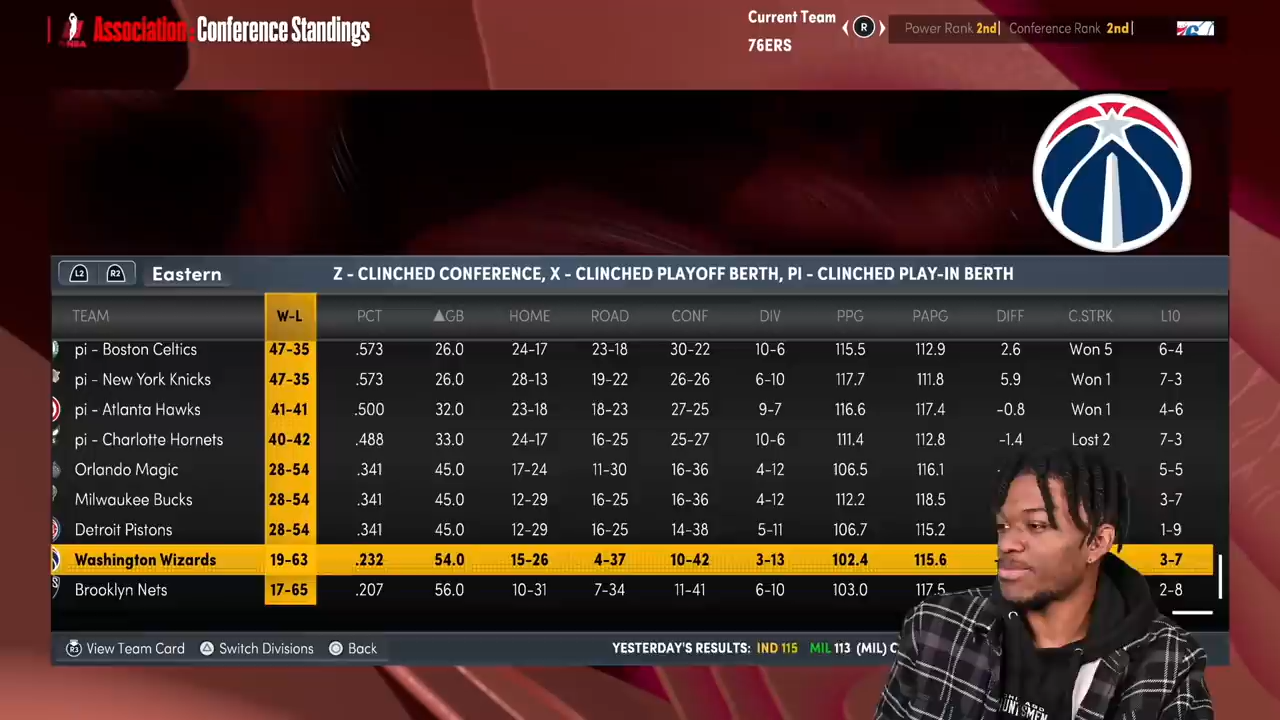 Association: Conference Standings
Current Team
76ERS
R
Power Rank 2nd| Conference Rank 2nd|
L2 R2 Eastern Z - CLINCHED CONFERENCE, X - CLINCHED PLAYOFF BERTH, PI - CLINCHED PLAY-IN BERTH
TEAM W-L PCT ▲GB HOME ROAD CONF DIV PPG PAPG DIFF C.STRK L10
pi - Boston Celtics 47-35 .573 26.0 24-17 23-18 30-22 10-6 115.5 112.9 2.6 Won 5 6-4
pi - New York Knicks 47-35 .573 26.0 28-13 19-22 26-26 6-10 117.7 111.8 5.9 Won 1 7-3
pi - Atlanta Hawks 41-41 .500 32.0 23-18 18-23 27-25 9-7 116.6 117.4 -0.8 Won 1 4-6
pi - Charlotte Hornets 40-42 .488 33.0 24-17 16-25 25-27 10-6 111.4 112.8 -1.4 Lost 2 7-3
Orlando Magic 28-54 .341 45.0 17-24 11-30 16-36 4-12 106.5 116.1 5-5
Milwaukee Bucks 28-54 .341 45.0 12-29 16-25 16-36 4-12 112.2 118.5 3-7
Detroit Pistons 28-54 .341 45.0 12-29 16-25 14-38 5-11 106.7 115.2 1-9
Washington Wizards 19-63 .232 54.0 15-26 4-37 10-42 3-13 102.4 115.6 3-7
Brooklyn Nets 17-65 .207 56.0 10-31 7-34 11-41 6-10 103.0 117.5 2-8
R3 View Team Card Switch Divisions Back YESTERDAY'S RESULTS: IND 115 MIL 113 (MIL)